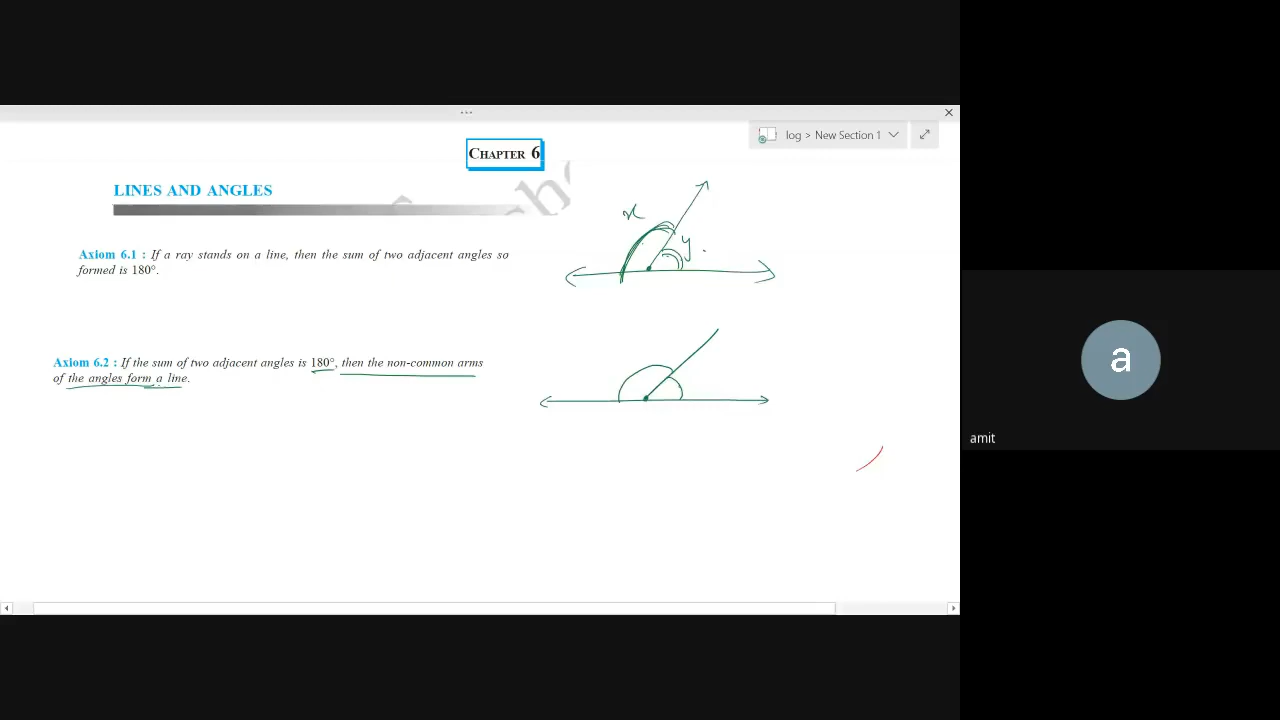 log > New Section 1
CHAPTER 6
LINES AND ANGLES
x
y
Axiom 6.1 : If a ray stands on a line, then the sum of two adjacent angles so
formed is 180°.
Axiom 6.2 : If the sum of two adjacent angles is 180°, then the non-common arms
of the angles form a line.
a
amit